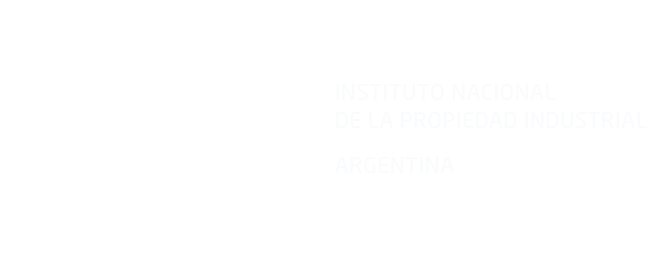 INSTITUTO NACIONAL
DE LA PROPIEDAD INDUSTRIAL
ARGENTINA